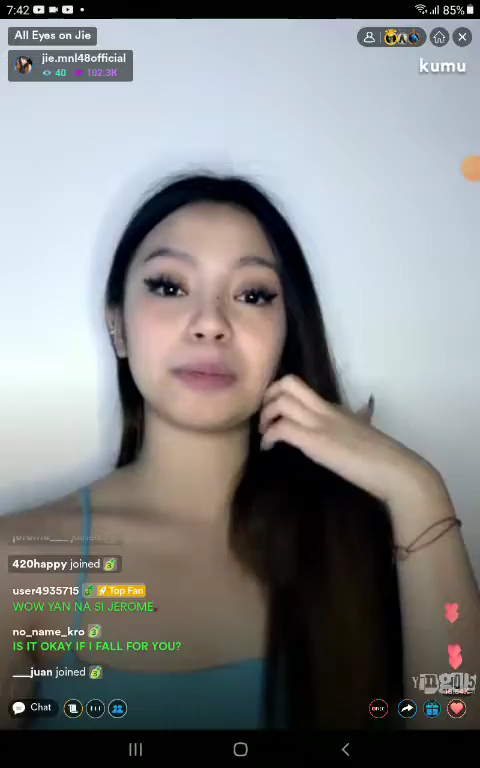 7:42
85%
All Eyes on Jie
jie.mnl48official
40 102.3K
kumu
joined
420happy joined
user4935715 Top Fan
WOW YAN NA SI JEROME.
no_name_kro
IS IT OKAY IF I FALL FOR YOU?
___juan joined
Chat